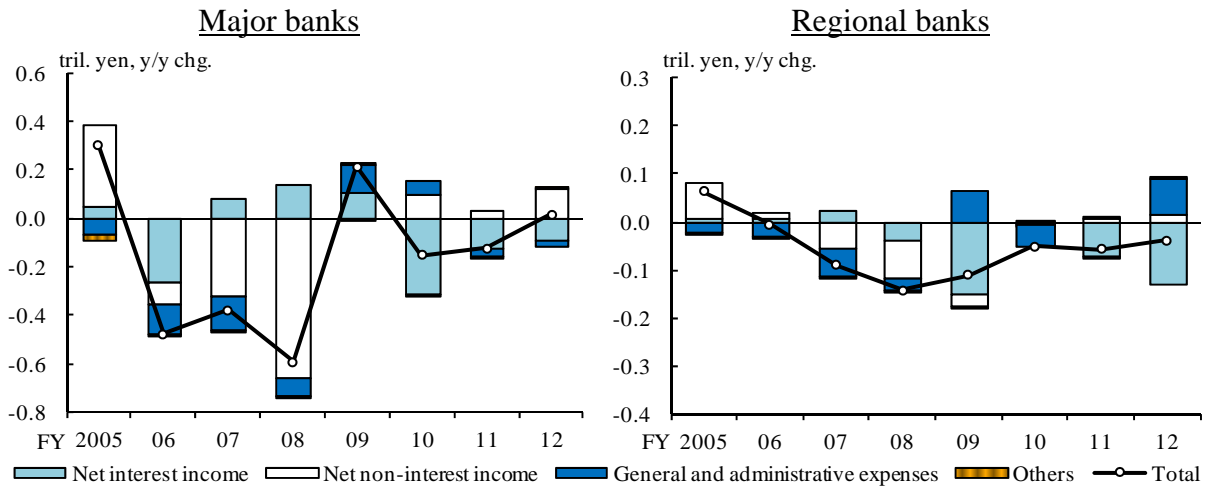 Major banks
tril. yen, y/y chg.
0.6
0.4
0.2
0.0
-0.2
-0.4
-0.6
-0.8
FY 2005 06 07 08 09 10 11 12
Regional banks
tril. yen, y/y chg.
0.3
0.2
0.1
0.0
-0.1
-0.2
-0.3
-0.4
FY 2005 06 07 08 09 10 11 12
Net interest income Net non-interest income General and administrative expenses Others Total